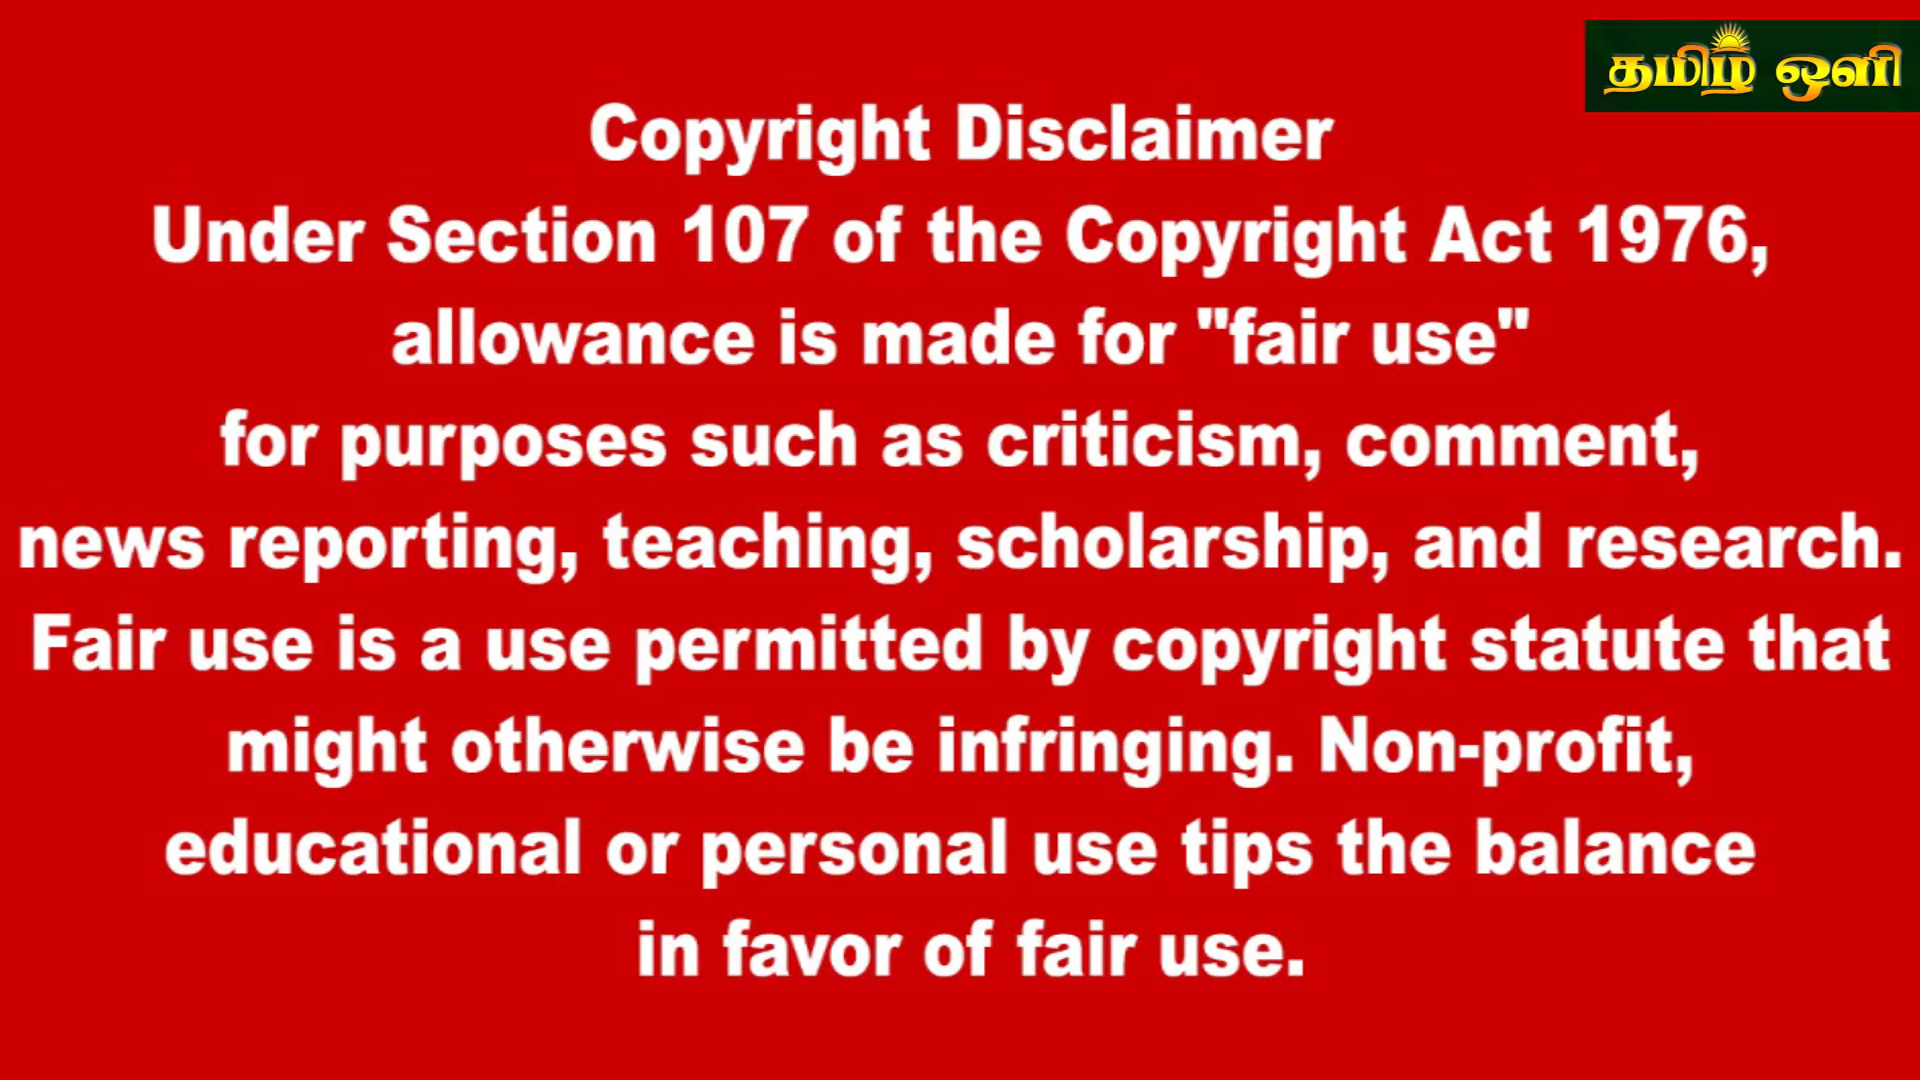 தமிழ் ஒளி
Copyright Disclaimer
Under Section 107 of the Copyright Act 1976,
allowance is made for "fair use"
for purposes such as criticism, comment,
news reporting, teaching, scholarship, and research.
Fair use is a use permitted by copyright statute that
might otherwise be infringing. Non-profit,
educational or personal use tips the balance
in favor of fair use.